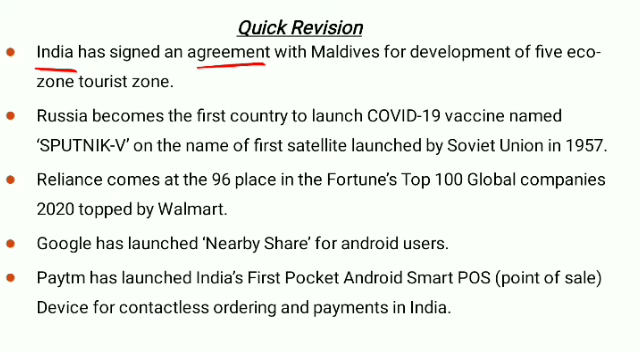 Quick Revision
India has signed an agreement with Maldives for development of five eco-
zone tourist zone.
Russia becomes the first country to launch COVID-19 vaccine named
‘SPUTNIK-V’ on the name of first satellite launched by Soviet Union in 1957.
Reliance comes at the 96 place in the Fortune’s Top 100 Global companies
2020 topped by Walmart.
Google has launched ‘Nearby Share’ for android users.
Paytm has launched India’s First Pocket Android Smart POS (point of sale)
Device for contactless ordering and payments in India.